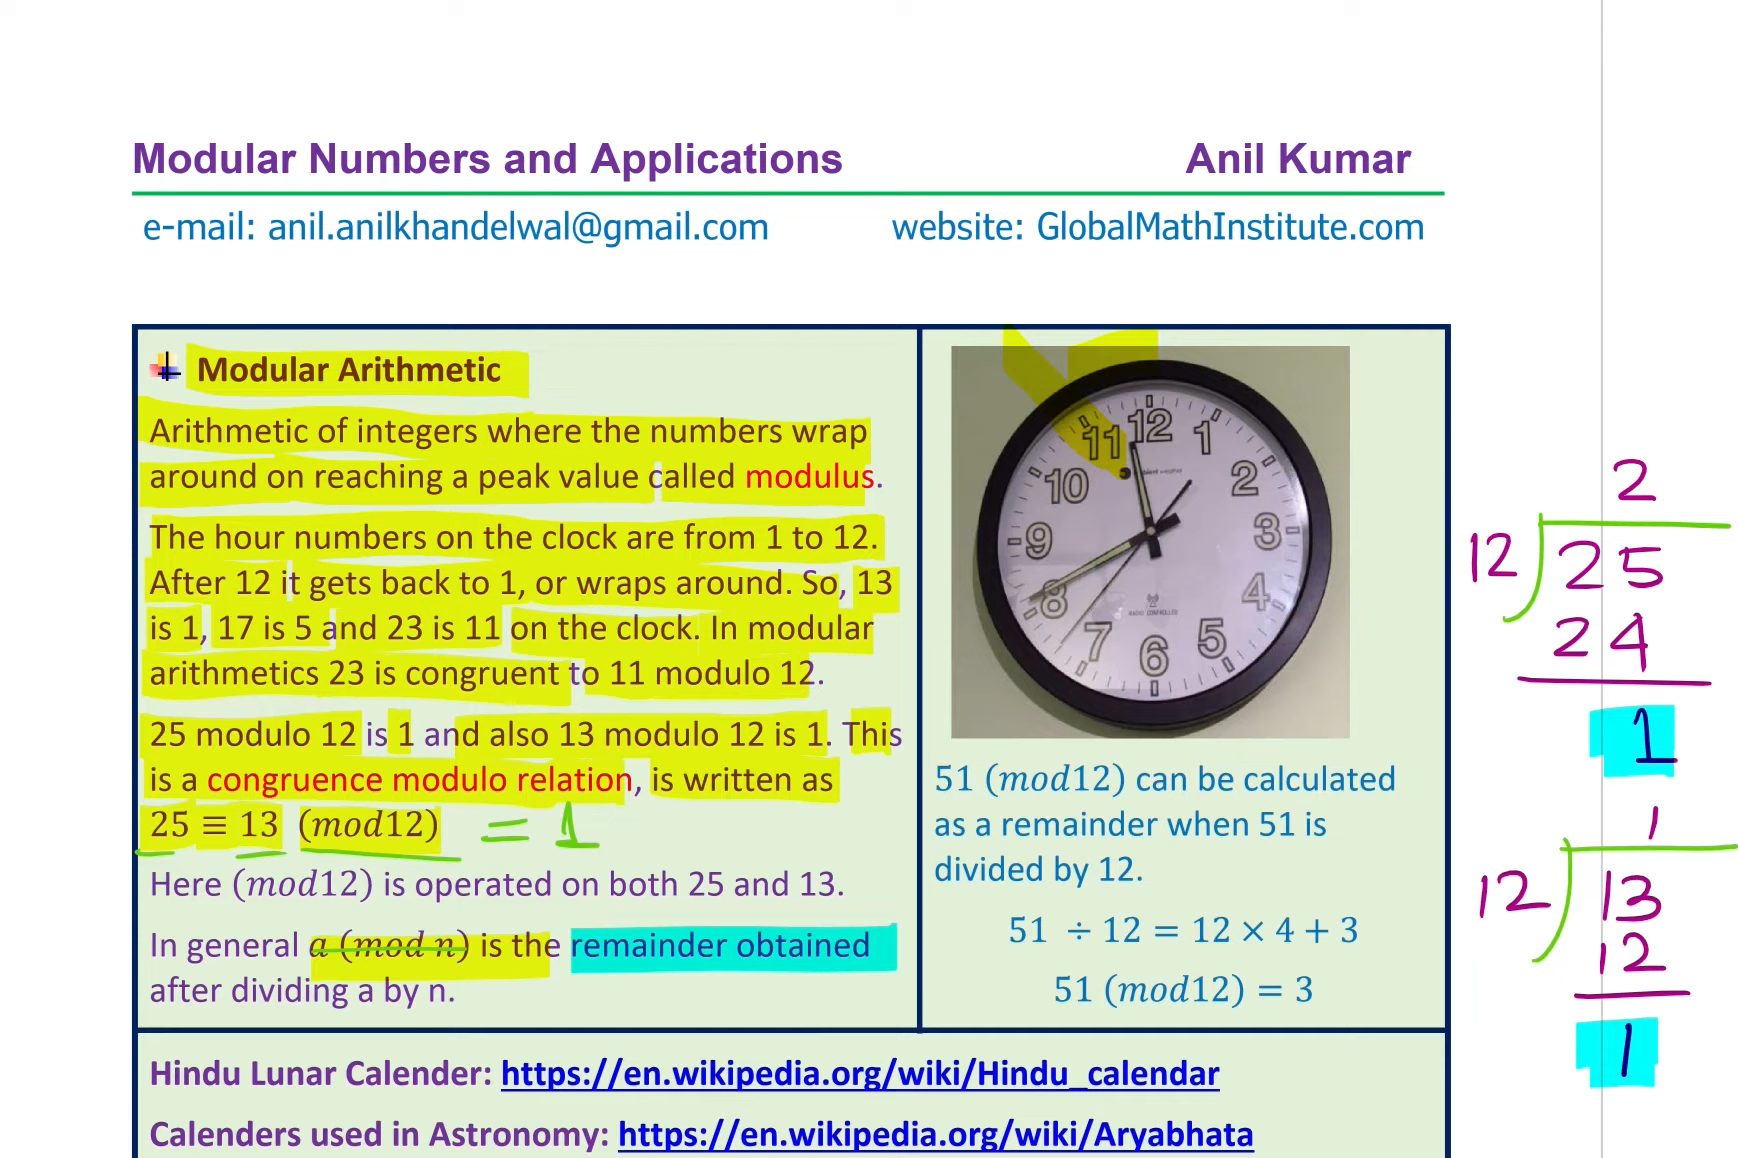 Modular Numbers and Applications Anil Kumar
e-mail: anil.anilkhandelwal@gmail.com website: GlobalMathInstitute.com
Modular Arithmetic
Arithmetic of integers where the numbers wrap
around on reaching a peak value called modulus.
The hour numbers on the clock are from 1 to 12.
After 12 it gets back to 1, or wraps around. So, 13
is 1, 17 is 5 and 23 is 11 on the clock. In modular
arithmetics 23 is congruent to 11 modulo 12.
25 modulo 12 is 1 and also 13 modulo 12 is 1. This
is a congruence modulo relation, is written as
25 ≡ 13 (mod12) = 1
Here (mod12) is operated on both 25 and 13.
In general a (mod n) is the remainder obtained
after dividing a by n.
12
1
2
3
4
5
6
7
8
9
10
11
weather
RADIO CONTROLLED
51 (mod12) can be calculated
as a remainder when 51 is
divided by 12.
51 ÷ 12 = 12 × 4 + 3
51 (mod12) = 3
2
12 25
24
1
1
12 13
12
1
Hindu Lunar Calender: https://en.wikipedia.org/wiki/Hindu_calendar
Calenders used in Astronomy: https://en.wikipedia.org/wiki/Aryabhata